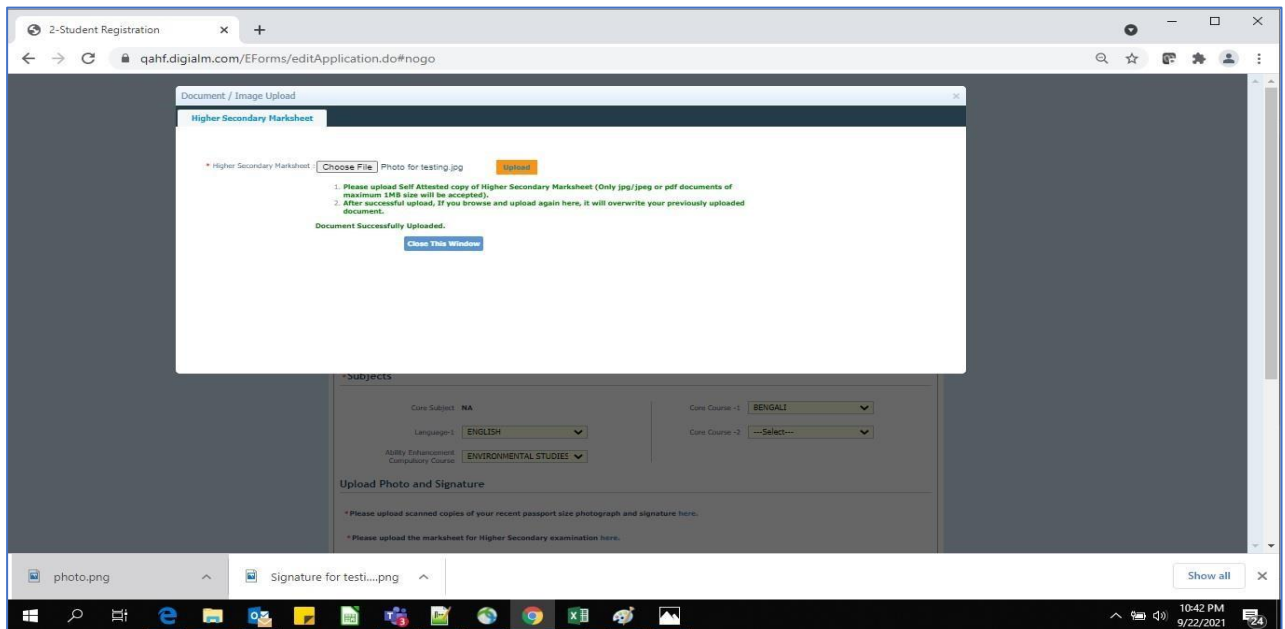 2-Student Registration
qahf.digialm.com/EForms/editApplication.do#nogo
Document / Image Upload
Higher Secondary Marksheet
* Higher Secondary Marksheet : Choose File Photo for testing.jpg Upload
1. Please upload Self Attested copy of Higher Secondary Marksheet (Only jpg/jpeg or pdf documents of
maximum 1MB size will be accepted).
2. After successful upload, If you browse and upload again here, it will overwrite your previously uploaded
document.
Document Successfully Uploaded.
Close This Window
*Subjects
Core Subject NA Core Course -1 BENGALI
Language-1 ENGLISH Core Course -2 ---Select---
Ability Enhancement
Compulsory Course ENVIRONMENTAL STUDIES
Upload Photo and Signature
*Please upload scanned copies of your recent passport size photograph and signature here.
*Please upload the marksheet for Higher Secondary examination here.
photo.png Signature for testi....png Show all
10:42 PM
9/22/2021
24